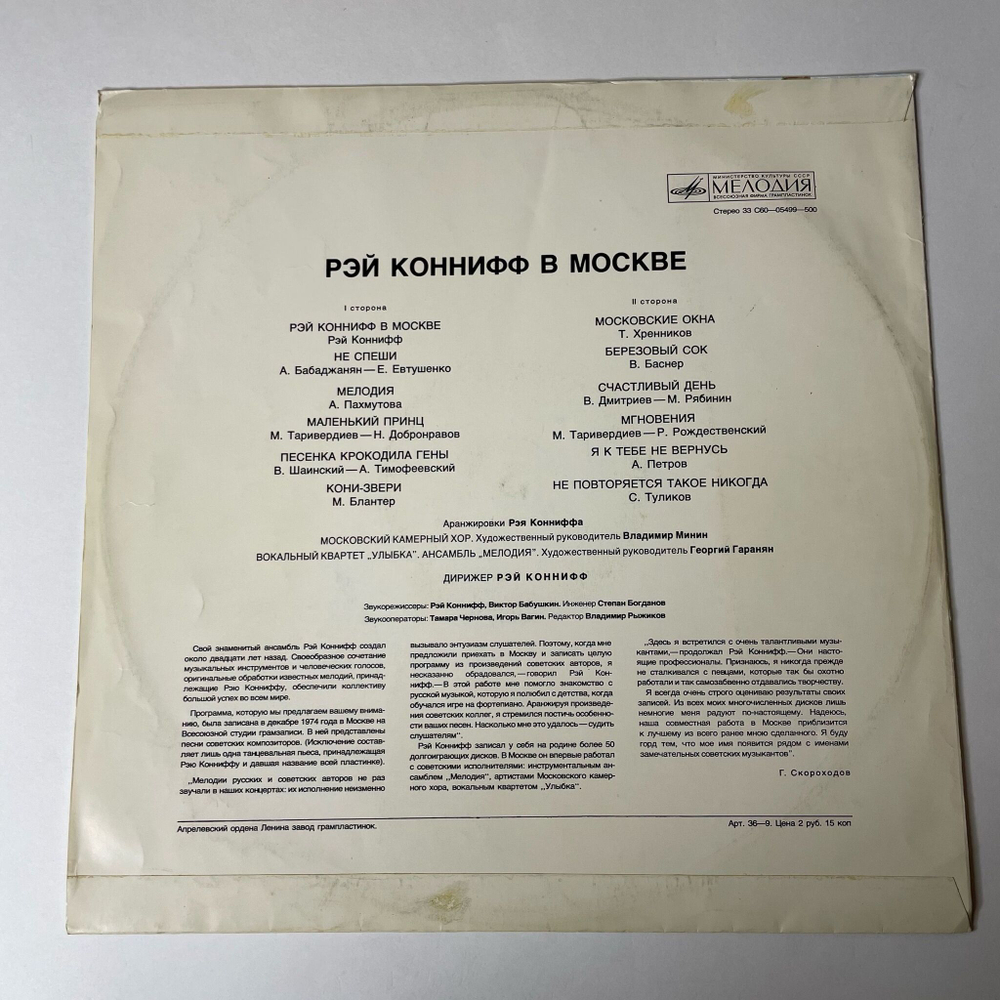 МИНИСТЕРСТВО КУЛЬТУРЫ СССР
МЕЛОДИЯ
ВСЕСОЮЗНАЯ ФИРМА ГРАМПЛАСТИНОК
Стерео 33 С60—05499—500
РЭЙ КОННИФФ В МОСКВЕ
I сторона
РЭЙ КОННИФФ В МОСКВЕ
Рэй Коннифф
НЕ СПЕШИ
А. Бабаджанян — Е. Евтушенко
МЕЛОДИЯ
А. Пахмутова
МАЛЕНЬКИЙ ПРИНЦ
М. Таривердиев — Н. Добронравов
ПЕСЕНКА КРОКОДИЛА ГЕНЫ
В. Шаинский — А. Тимофеевский
КОНИ-ЗВЕРИ
М. Блантер
II сторона
МОСКОВСКИЕ ОКНА
Т. Хренников
БЕРЕЗОВЫЙ СОК
В. Баснер
СЧАСТЛИВЫЙ ДЕНЬ
В. Дмитриев — М. Рябинин
МГНОВЕНИЯ
М. Таривердиев — Р. Рождественский
Я К ТЕБЕ НЕ ВЕРНУСЬ
А. Петров
НЕ ПОВТОРЯЕТСЯ ТАКОЕ НИКОГДА
С. Туликов
Аранжировки Рэя Конниффа
МОСКОВСКИЙ КАМЕРНЫЙ ХОР. Художественный руководитель Владимир Минин
ВОКАЛЬНЫЙ КВАРТЕТ „УЛЫБКА". АНСАМБЛЬ „МЕЛОДИЯ". Художественный руководитель Георгий Гаранян
ДИРИЖЕР РЭЙ КОННИФФ
Звукорежиссеры: Рэй Коннифф, Виктор Бабушкин. Инженер Степан Богданов
Звукооператоры: Тамара Чернова, Игорь Вагин. Редактор Владимир Рыжиков
Свой знаменитый ансамбль Рэй Коннифф создал
около двадцати лет назад. Своеобразное сочетание
музыкальных инструментов и человеческих голосов,
оригинальные обработки известных мелодий, принад-
лежащие Рэю Конниффу, обеспечили коллективу
большой успех во всем мире.
Программа, которую мы предлагаем вашему внима-
нию, была записана в декабре 1974 года в Москве на
Всесоюзной студии грамзаписи. В ней представлены
песни советских композиторов. (Исключение состав-
ляет лишь одна танцевальная пьеса, принадлежащая
Рэю Конниффу и давшая название всей пластинке).
„Мелодии русских и советских авторов не раз
звучали в наших концертах: их исполнение неизменно
вызывало энтузиазм слушателей. Поэтому, когда мне
предложили приехать в Москву и записать целую
программу из произведений советских авторов, я
несказанно обрадовался,— говорил Рэй Кон-
нифф.— В этой работе мне помогло знакомство с
русской музыкой, которую я полюбил с детства, когда
обучался игре на фортепиано. Аранжируя произведе-
ния советских коллег, я стремился постичь особенно-
сти ваших песен. Насколько мне это удалось— судить
слушателям".
Рэй Коннифф записал у себя на родине более 50
долгоиграющих дисков. В Москве он впервые работал
с советскими исполнителями: инструментальным ан-
самблем „Мелодия", артистами Московского камер-
ного хора, вокальным квартетом „Улыбка".
„Здесь я встретился с очень талантливыми музы-
кантами,— продолжал Рэй Коннифф.— Они насто-
ящие профессионалы. Признаюсь, я никогда прежде
не сталкивался с певцами, которые так бы охотно
работали и так самозабвенно отдавались творчеству.
Я всегда очень строго оцениваю результаты своих
записей. Из всех моих многочисленных дисков лишь
немногие меня радуют по-настоящему. Надеюсь,
наша совместная работа в Москве приблизится
к лучшему из всего ранее мною сделанного. Я буду
горд тем, что мое имя появится рядом с именами
замечательных советских музыкантов".
Г. Скороходов
Апрелевский ордена Ленина завод грампластинок.
Арт. 36—9. Цена 2 руб. 15 коп